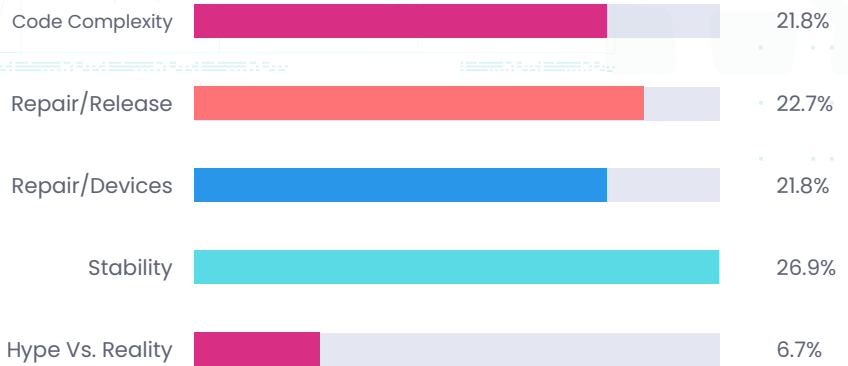 Code Complexity 21.8%
Repair/Release 22.7%
Repair/Devices 21.8%
Stability 26.9%
Hype Vs. Reality 6.7%